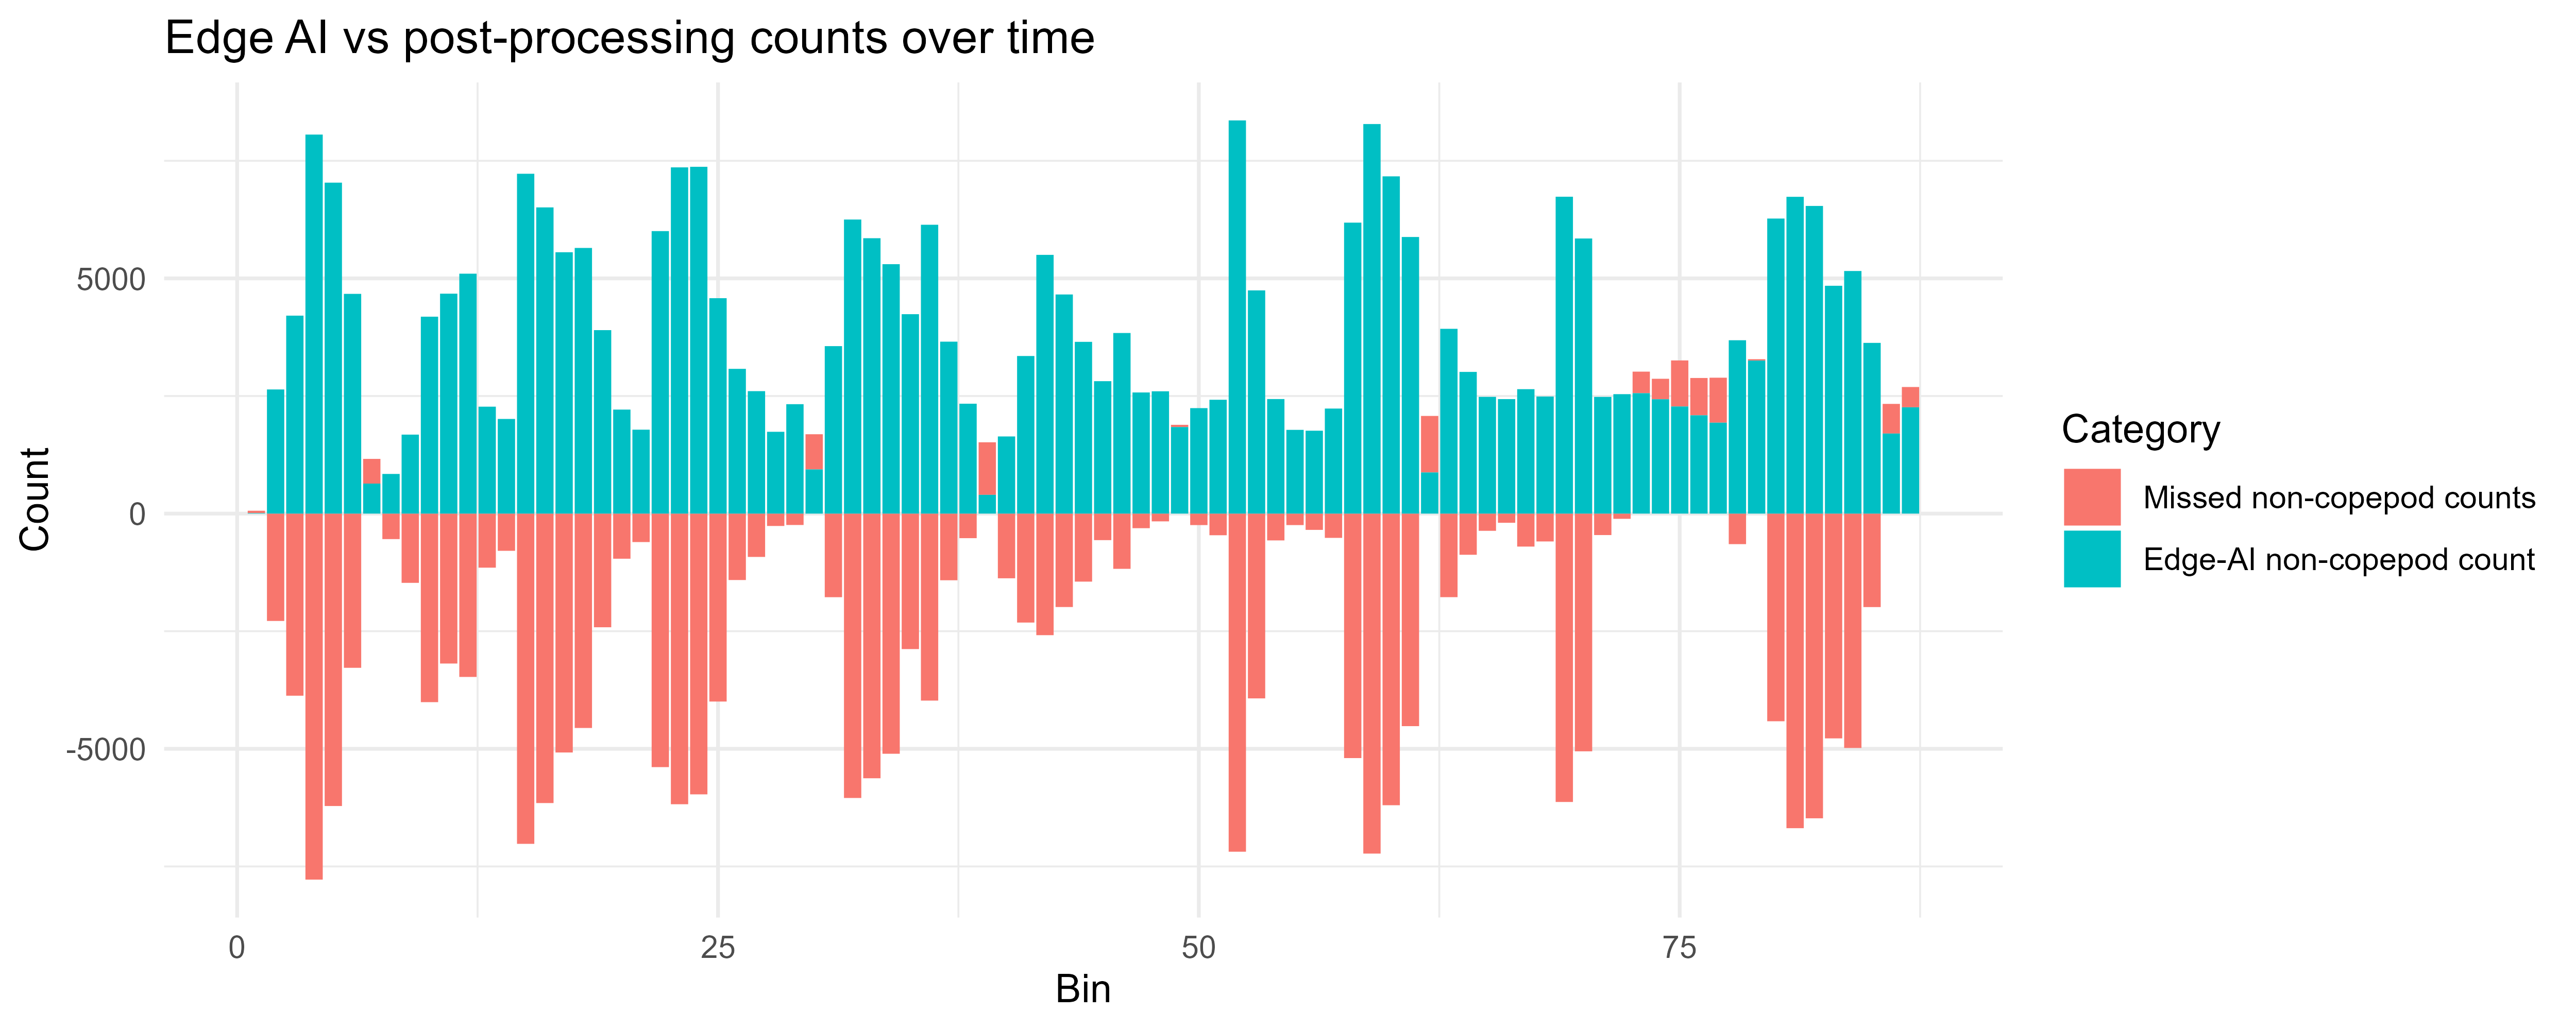 Edge AI vs post-processing counts over time
Count
5000
0
-5000
0
25
50
75
Bin
Category
Missed non-copepod counts
Edge-AI non-copepod count